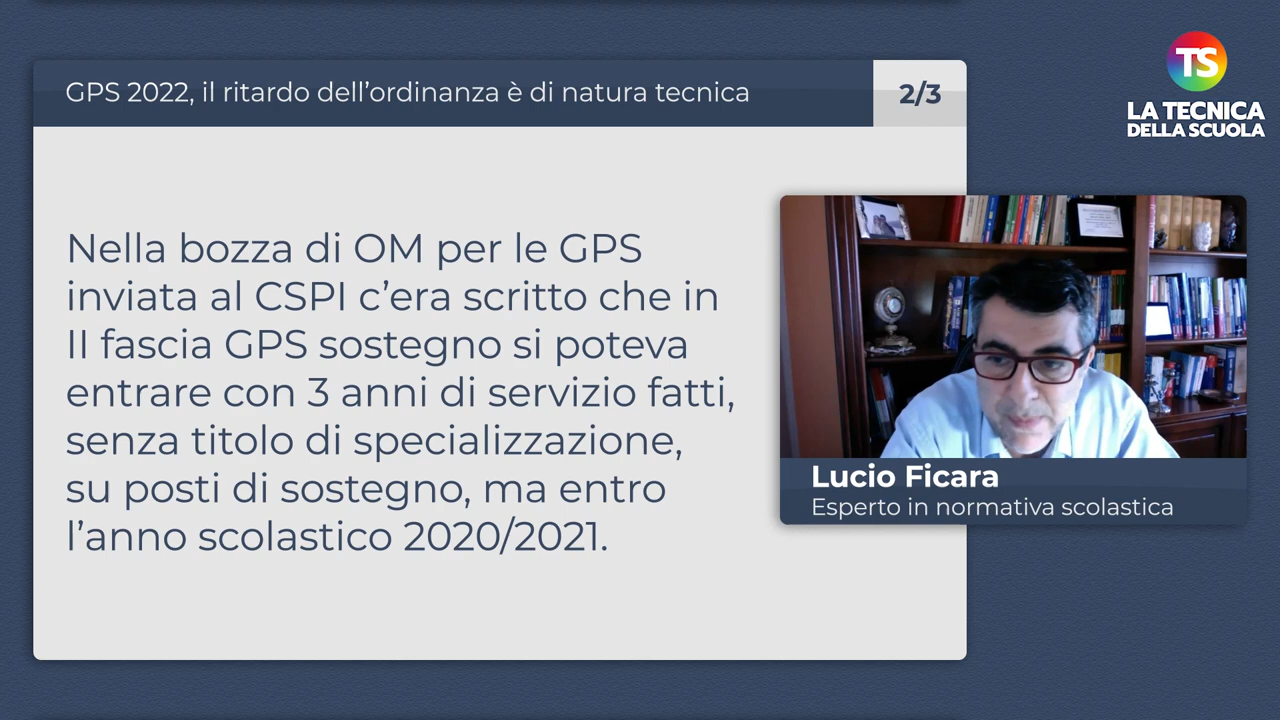 GPS 2022, il ritardo dell’ordinanza è di natura tecnica
2/3
TS
LA TECNICA
DELLA SCUOLA
Nella bozza di OM per le GPS
inviata al CSPI c’era scritto che in
II fascia GPS sostegno si poteva
entrare con 3 anni di servizio fatti,
senza titolo di specializzazione,
su posti di sostegno, ma entro
l’anno scolastico 2020/2021.
Lucio Ficara
Esperto in normativa scolastica